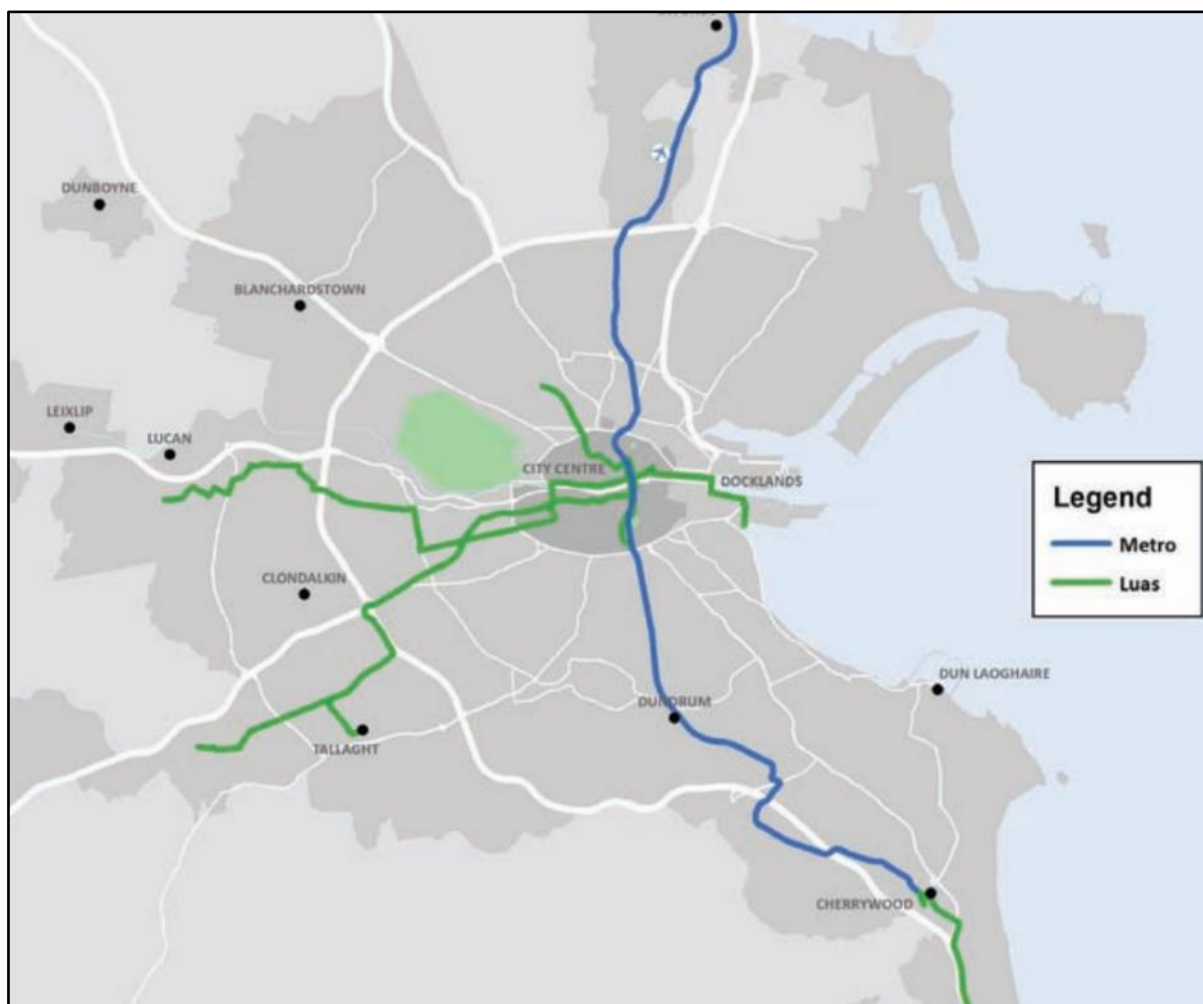 DUNBOYNE
BLANCHARDSTOWN
LEIXLIP
LUCAN
CITY CENTRE
DOCKLANDS
Legend
Metro
Luas
CLONDALKIN
DUN LAOGHAIRE
DUNDRUM
TALLAGHT
CHERRYWOOD